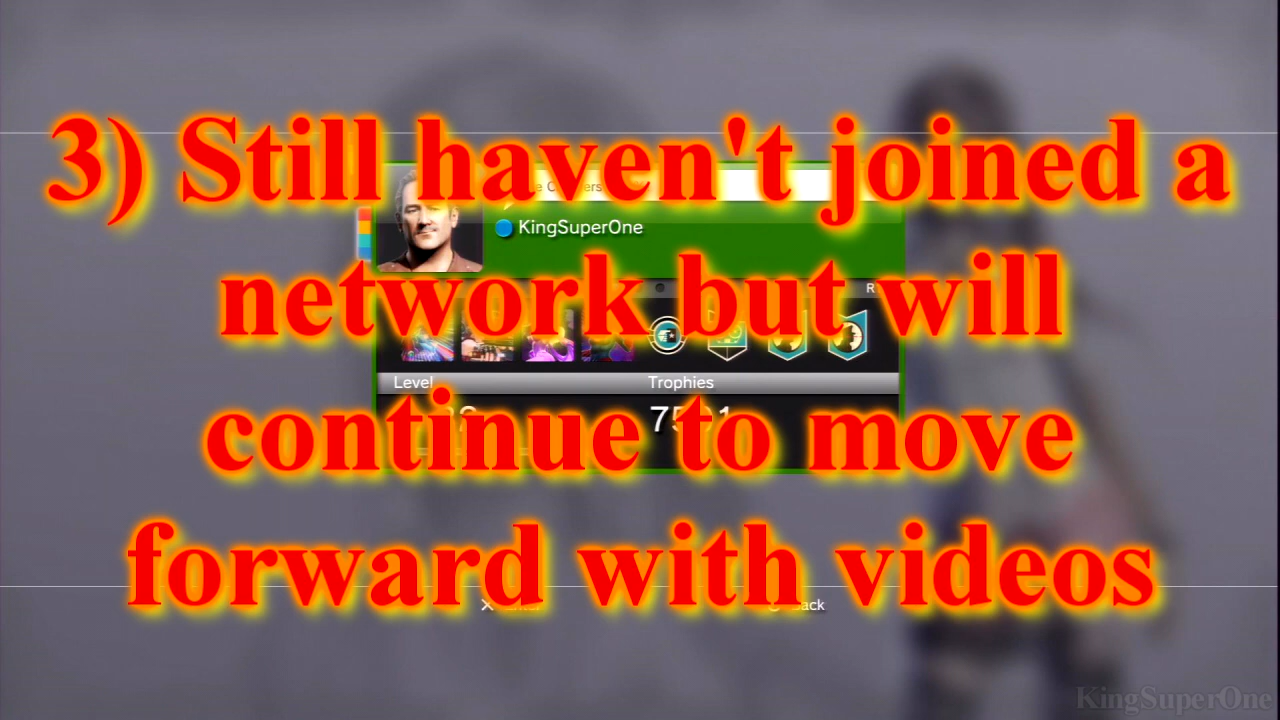 3) Still haven't joined a
KingSuperOne
network but will
Level
Trophies
continue to move
forward with videos
KingSuperOne